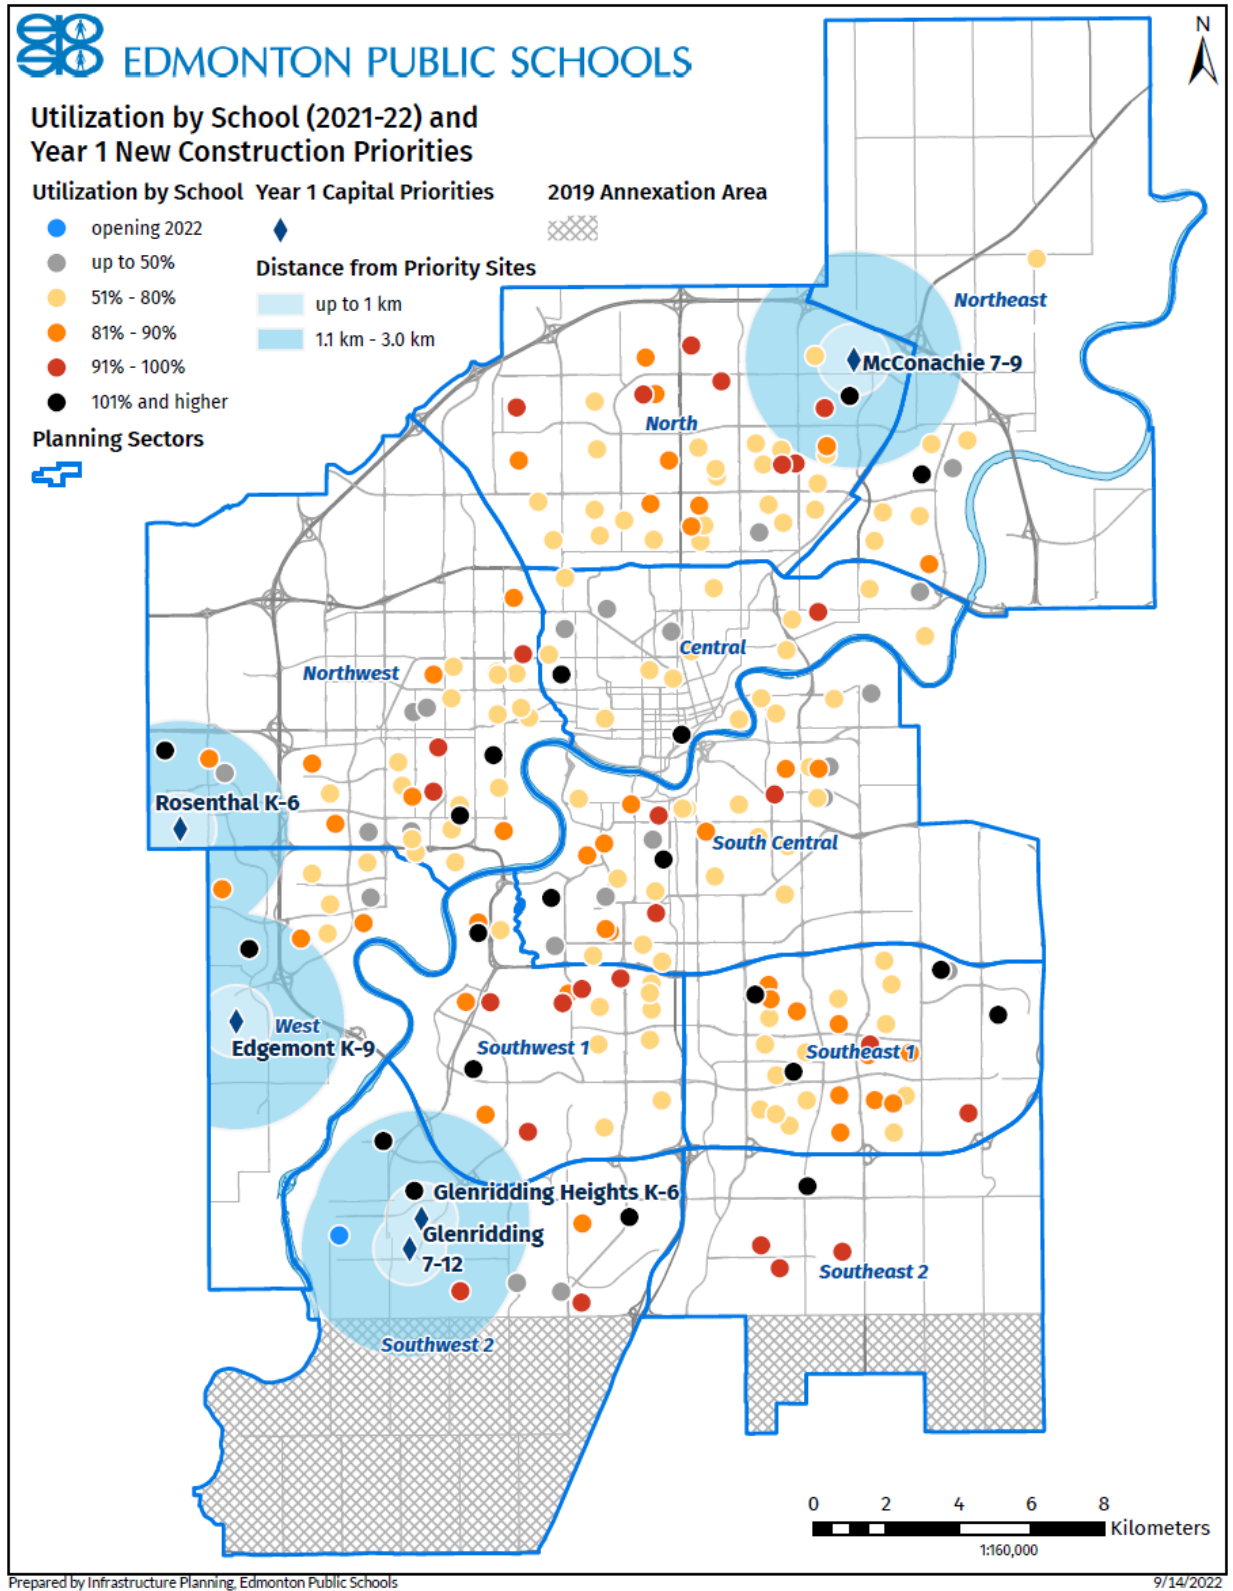 EDMONTON PUBLIC SCHOOLS
N
Utilization by School (2021-22) and
Year 1 New Construction Priorities
Utilization by School
opening 2022
up to 50%
51% - 80%
81% - 90%
91% - 100%
101% and higher
Planning Sectors
Year 1 Capital Priorities
Distance from Priority Sites
up to 1 km
1.1 km - 3.0 km
2019 Annexation Area
Northeast
McConachie 7-9
North
Central
Northwest
Rosenthal K-6
South Central
West
Edgemont K-9
Southwest 1
Southeast 1
Glenridding Heights K-6
Glenridding
7-12
Southeast 2
Southwest 2
0 2 4 6 8
Kilometers
1:160,000
Prepared by Infrastructure Planning, Edmonton Public Schools
9/14/2022